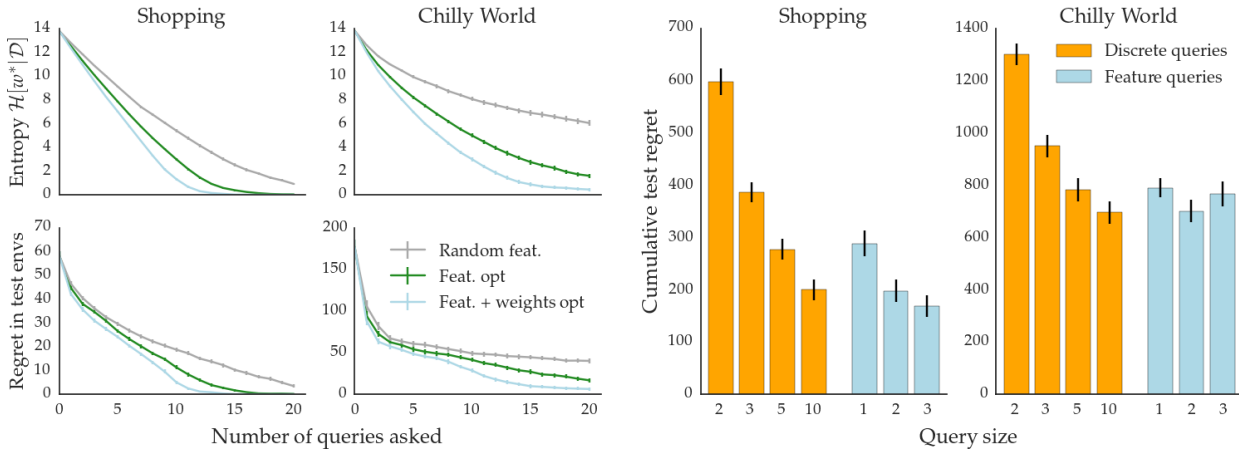 Shopping
Chilly World
Entropy H[w*|D]
14
12
10
8
6
4
2
0
14
12
10
8
6
4
2
0
Regret in test envs
70
60
50
40
30
20
10
0
200
150
100
50
0
Random feat.
Feat. opt
Feat. + weights opt
0 5 10 15 20
0 5 10 15 20
Number of queries asked
Shopping
Chilly World
Cumulative test regret
700
600
500
400
300
200
100
0
1400
1200
1000
800
600
400
200
0
Discrete queries
Feature queries
2 3 5 10 1 2 3
2 3 5 10 1 2 3
Query size